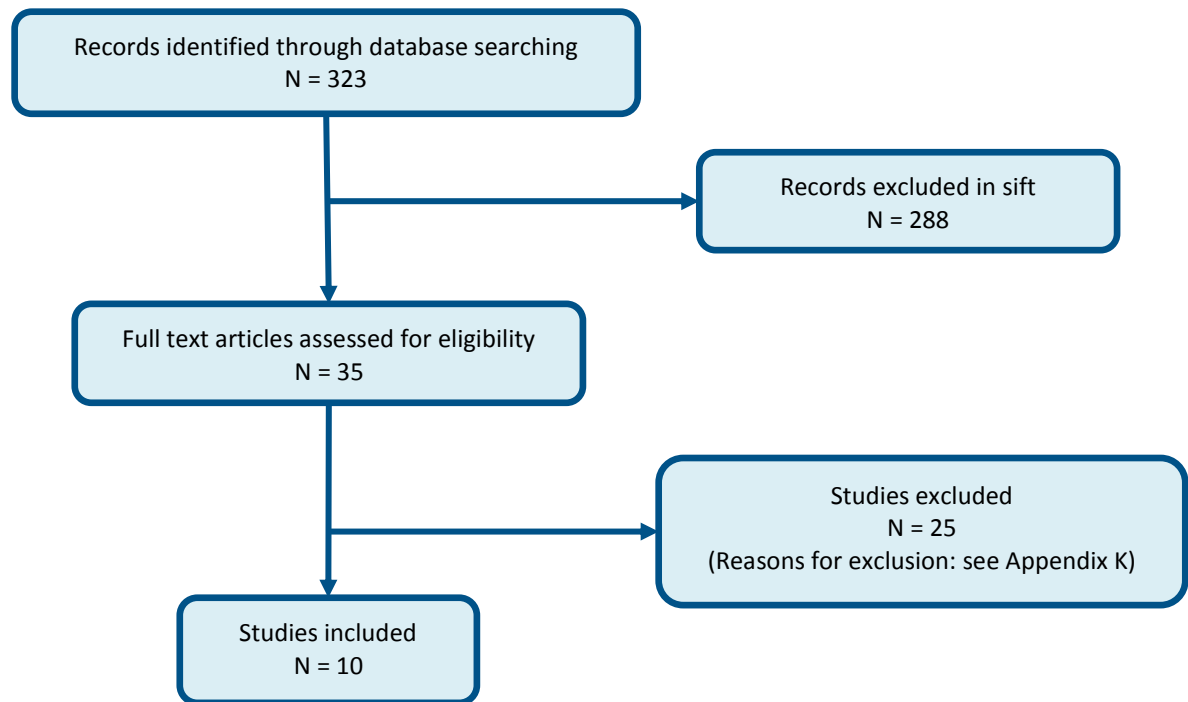 Records identified through database searching
N = 323
Records excluded in sift
N = 288
Full text articles assessed for eligibility
N = 35
Studies excluded
N = 25
(Reasons for exclusion: see Appendix K)
Studies included
N = 10